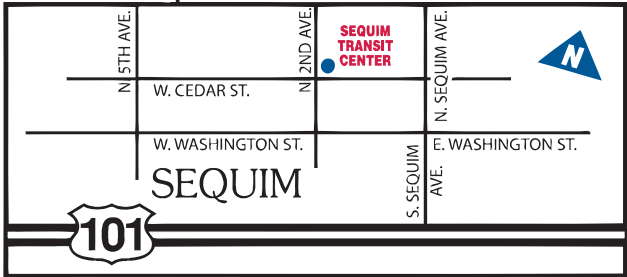 N. 5TH AVE.
N. 2ND AVE.
SEQUIM
TRANSIT
CENTER
N. SEQUIM AVE.
N
W. CEDAR ST.
W. WASHINGTON ST.
E. WASHINGTON ST.
S. SEQUIM
AVE.
SEQUIM
101